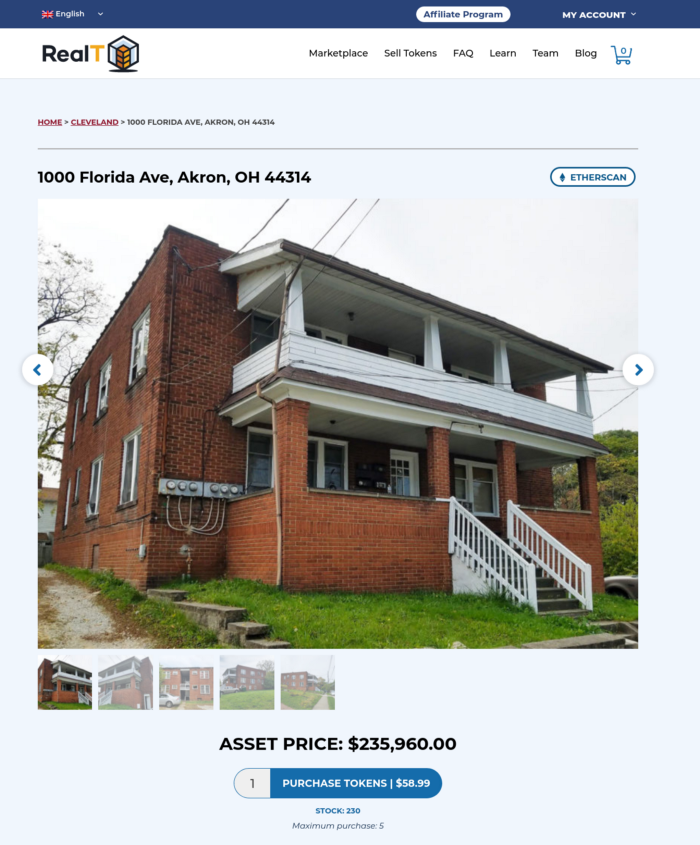 English
Affiliate Program
MY ACCOUNT
RealT
Marketplace
Sell Tokens
FAQ
Learn
Team
Blog
0
HOME > CLEVELAND > 1000 FLORIDA AVE, AKRON, OH 44314
1000 Florida Ave, Akron, OH 44314
ETHERSCAN
ASSET PRICE: $235,960.00
1
PURCHASE TOKENS | $58.99
STOCK: 230
Maximum purchase: 5